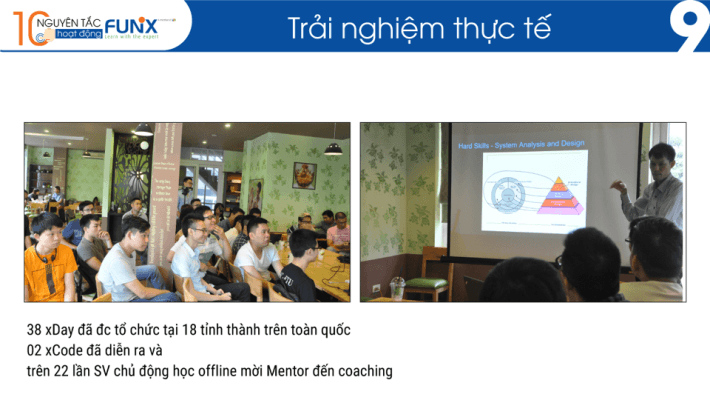 10 NGUYÊN TẮC
hoạt động
FUNiX
Learn with the expert
Trải nghiệm thực tế
9
Hard Skills - System Analysis and Design
38 xDay đã đc tổ chức tại 18 tỉnh thành trên toàn quốc
02 xCode đã diễn ra và
trên 22 lần SV chủ động học offline mời Mentor đến coaching